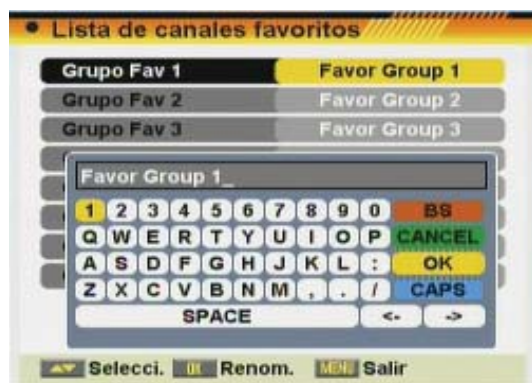 Lista de canales favoritos
Grupo Fav 1 Favor Group 1
Grupo Fav 2 Favor Group 2
Grupo Fav 3 Favor Group 3
Favor Group 1_
1 2 3 4 5 6 7 8 9 0 BS
Q W E R T Y U I O P CANCEL
A S D F G H J K L : OK
Z X C V B N M , . / CAPS
SPACE <- ->
Selecci. OK Renom. MENU Salir